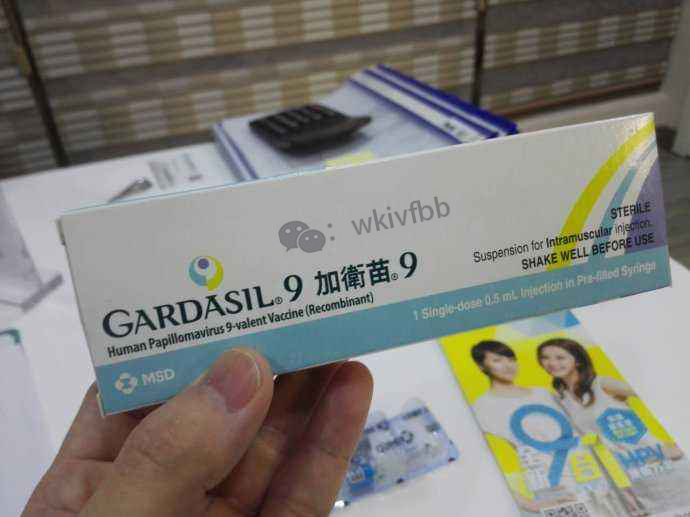 : wkivfbb
STERILE
Suspension for Intramuscular injection.
SHAKE WELL BEFORE USE
GARDASIL®9 加衛苗®9
Human Papillomavirus 9-valent Vaccine (Recombinant)
1 Single-dose 0.5 mL Injection in Pre-filled Syringe
MSD
9
HPV